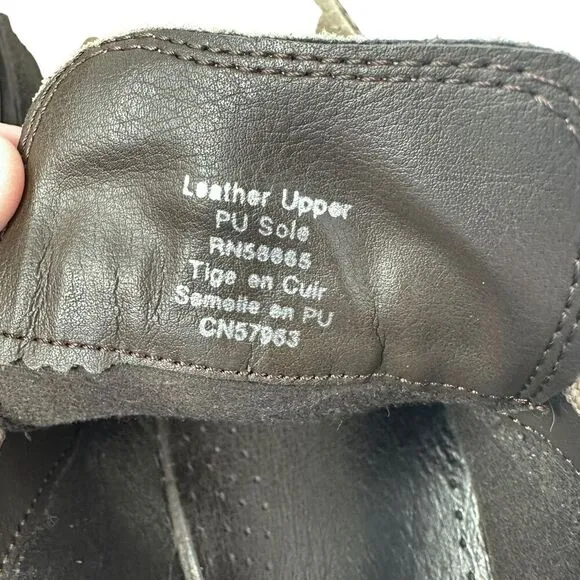 Leather Upper
PU Sole
RN58665
Tige en Cuir
Semelle en PU
CN57963